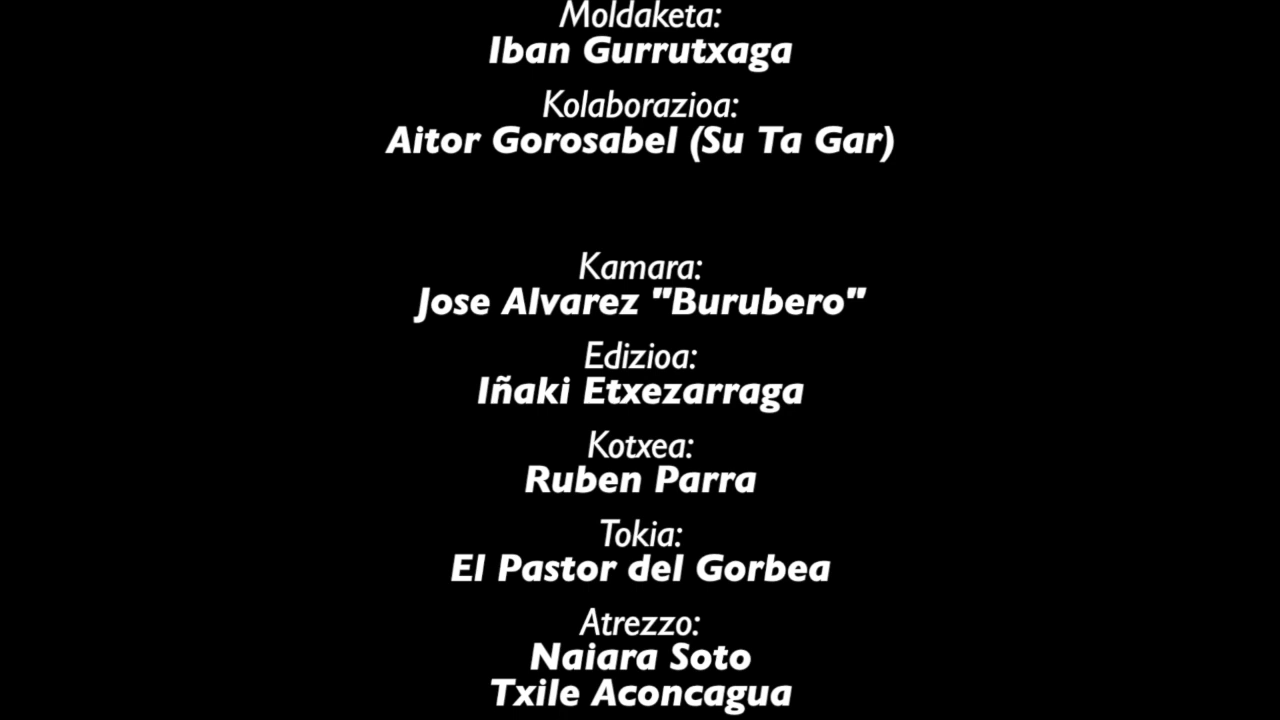 Moldaketa:
Iban Gurrutxaga
Kolaborazioa:
Aitor Gorosabel (Su Ta Gar)
Kamara:
Jose Alvarez "Burubero"
Edizioa:
Iñaki Etxezarraga
Kotxea:
Ruben Parra
Tokia:
El Pastor del Gorbea
Atrezzo:
Naiara Soto
Txile Aconcagua